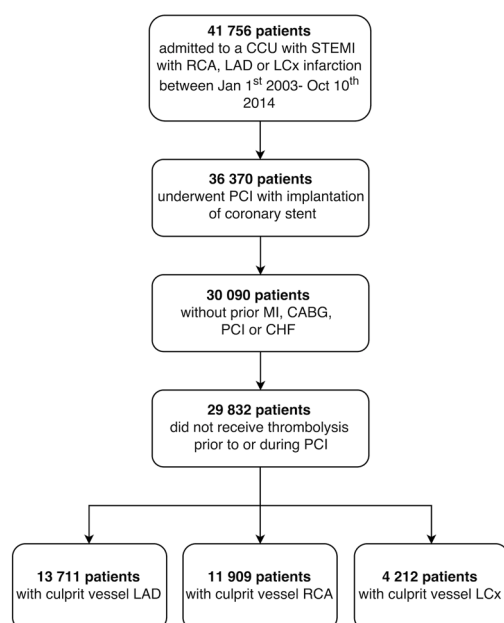 41 756 patients
admitted to a CCU with STEMI
with RCA, LAD or LCx infarction
between Jan 1st 2003- Oct 10th
2014
36 370 patients
underwent PCI with implantation
of coronary stent
30 090 patients
without prior MI, CABG,
PCI or CHF
29 832 patients
did not receive thrombolysis
prior to or during PCI
13 711 patients
with culprit vessel LAD
11 909 patients
with culprit vessel RCA
4 212 patients
with culprit vessel LCx